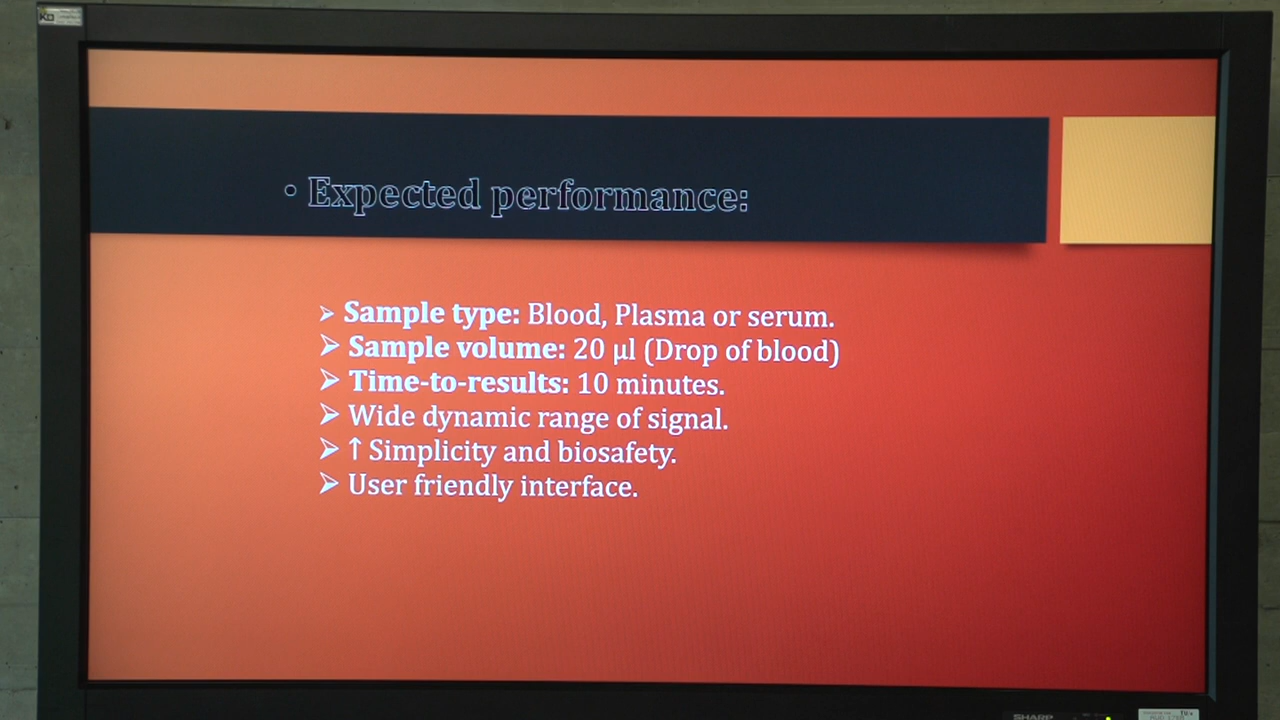 • Expected performance:
➢ Sample type: Blood, Plasma or serum.
➢ Sample volume: 20 µl (Drop of blood)
➢ Time-to-results: 10 minutes.
➢ Wide dynamic range of signal.
➢ ↑ Simplicity and biosafety.
➢ User friendly interface.
SHARP